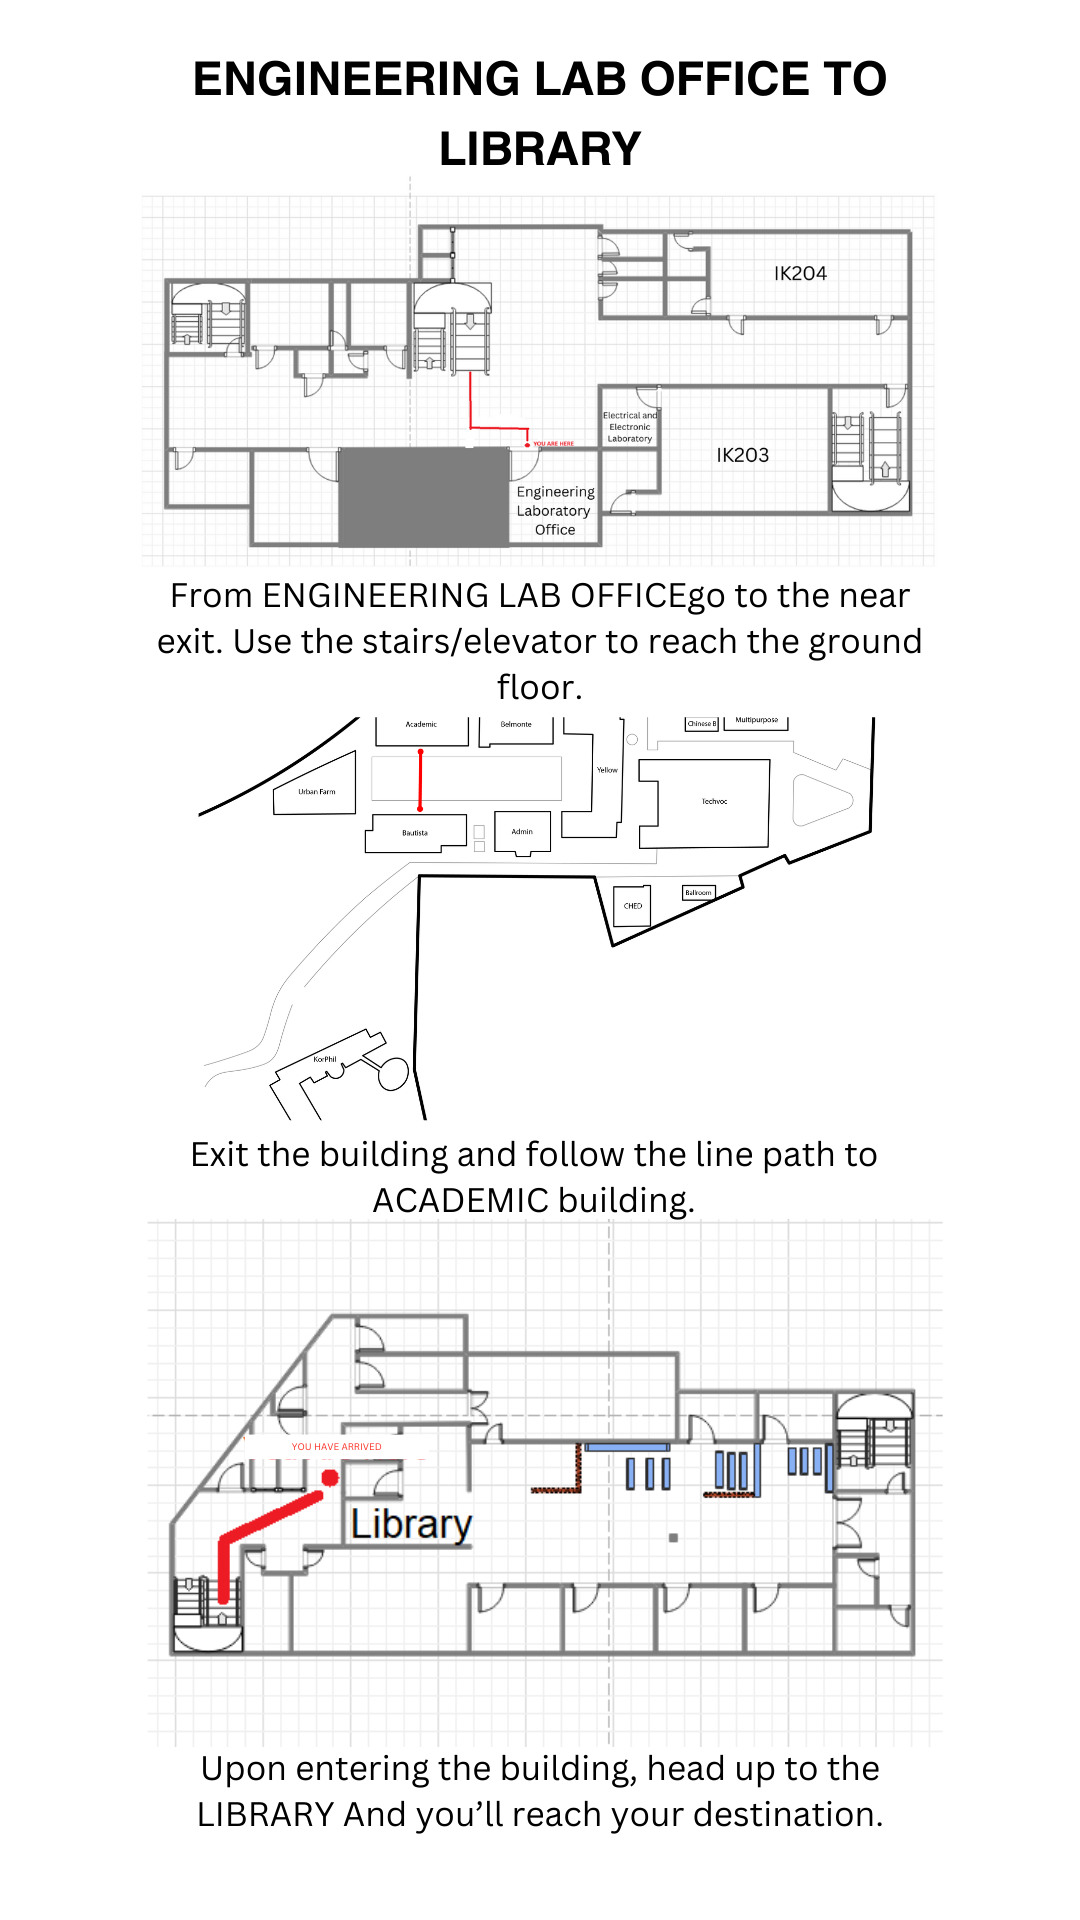 ENGINEERING LAB OFFICE TO
LIBRARY
IK204
Electrical and
Electronic
Laboratory
YOU ARE HERE
IK203
Engineering
Laboratory
Office
From ENGINEERING LAB OFFICEgo to the near
exit. Use the stairs/elevator to reach the ground
floor.
Academic
Belmonte
Chinese B
Multipurpose
Urban Farm
Yellow
Techvoc
Bautista
Admin
CHED
Ballroom
KorPhil
Exit the building and follow the line path to
ACADEMIC building.
YOU HAVE ARRIVED
Library
Upon entering the building, head up to the
LIBRARY And you’ll reach your destination.